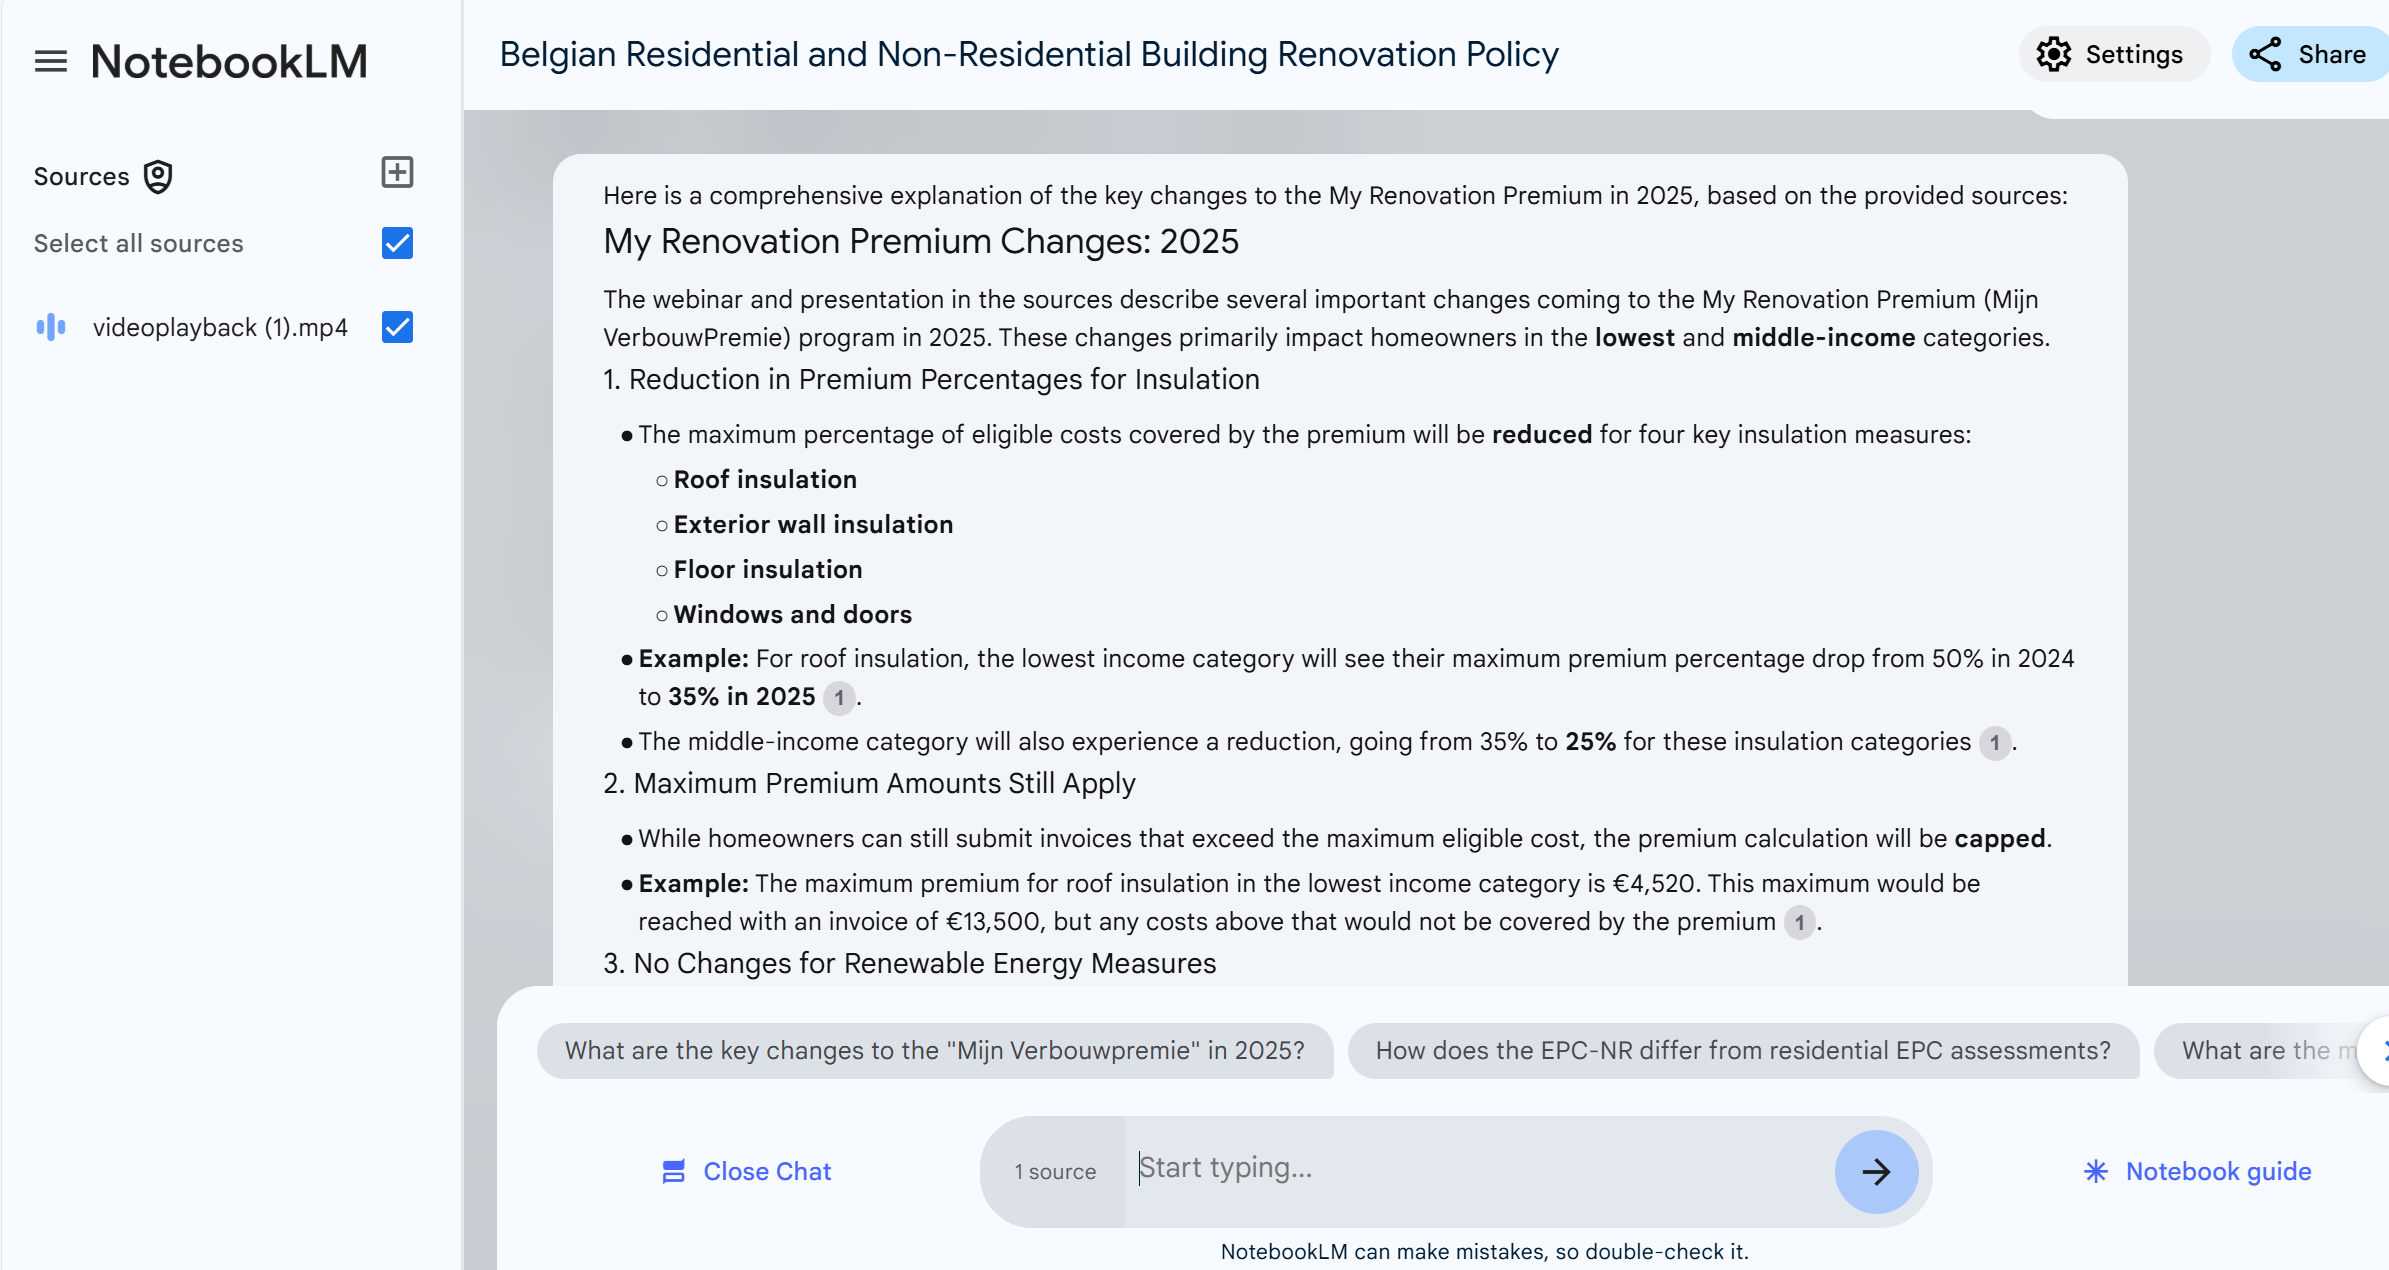 NotebookLM
Belgian Residential and Non-Residential Building Renovation Policy
Settings
Share
Sources
Select all sources
videoplayback (1).mp4
Here is a comprehensive explanation of the key changes to the My Renovation Premium in 2025, based on the provided sources:
My Renovation Premium Changes: 2025
The webinar and presentation in the sources describe several important changes coming to the My Renovation Premium (Mijn
VerbouwPremie) program in 2025. These changes primarily impact homeowners in the lowest and middle-income categories.
1. Reduction in Premium Percentages for Insulation
● The maximum percentage of eligible costs covered by the premium will be reduced for four key insulation measures:
○ Roof insulation
○ Exterior wall insulation
○ Floor insulation
○ Windows and doors
● Example: For roof insulation, the lowest income category will see their maximum premium percentage drop from 50% in 2024
to 35% in 2025 1.
● The middle-income category will also experience a reduction, going from 35% to 25% for these insulation categories 1.
2. Maximum Premium Amounts Still Apply
● While homeowners can still submit invoices that exceed the maximum eligible cost, the premium calculation will be capped.
● Example: The maximum premium for roof insulation in the lowest income category is €4,520. This maximum would be
reached with an invoice of €13,500, but any costs above that would not be covered by the premium 1.
3. No Changes for Renewable Energy Measures
What are the key changes to the "Mijn Verbouwpremie" in 2025?
How does the EPC-NR differ from residential EPC assessments?
What are the
Close Chat
1 source
Start typing...
Notebook guide
NotebookLM can make mistakes, so double-check it.